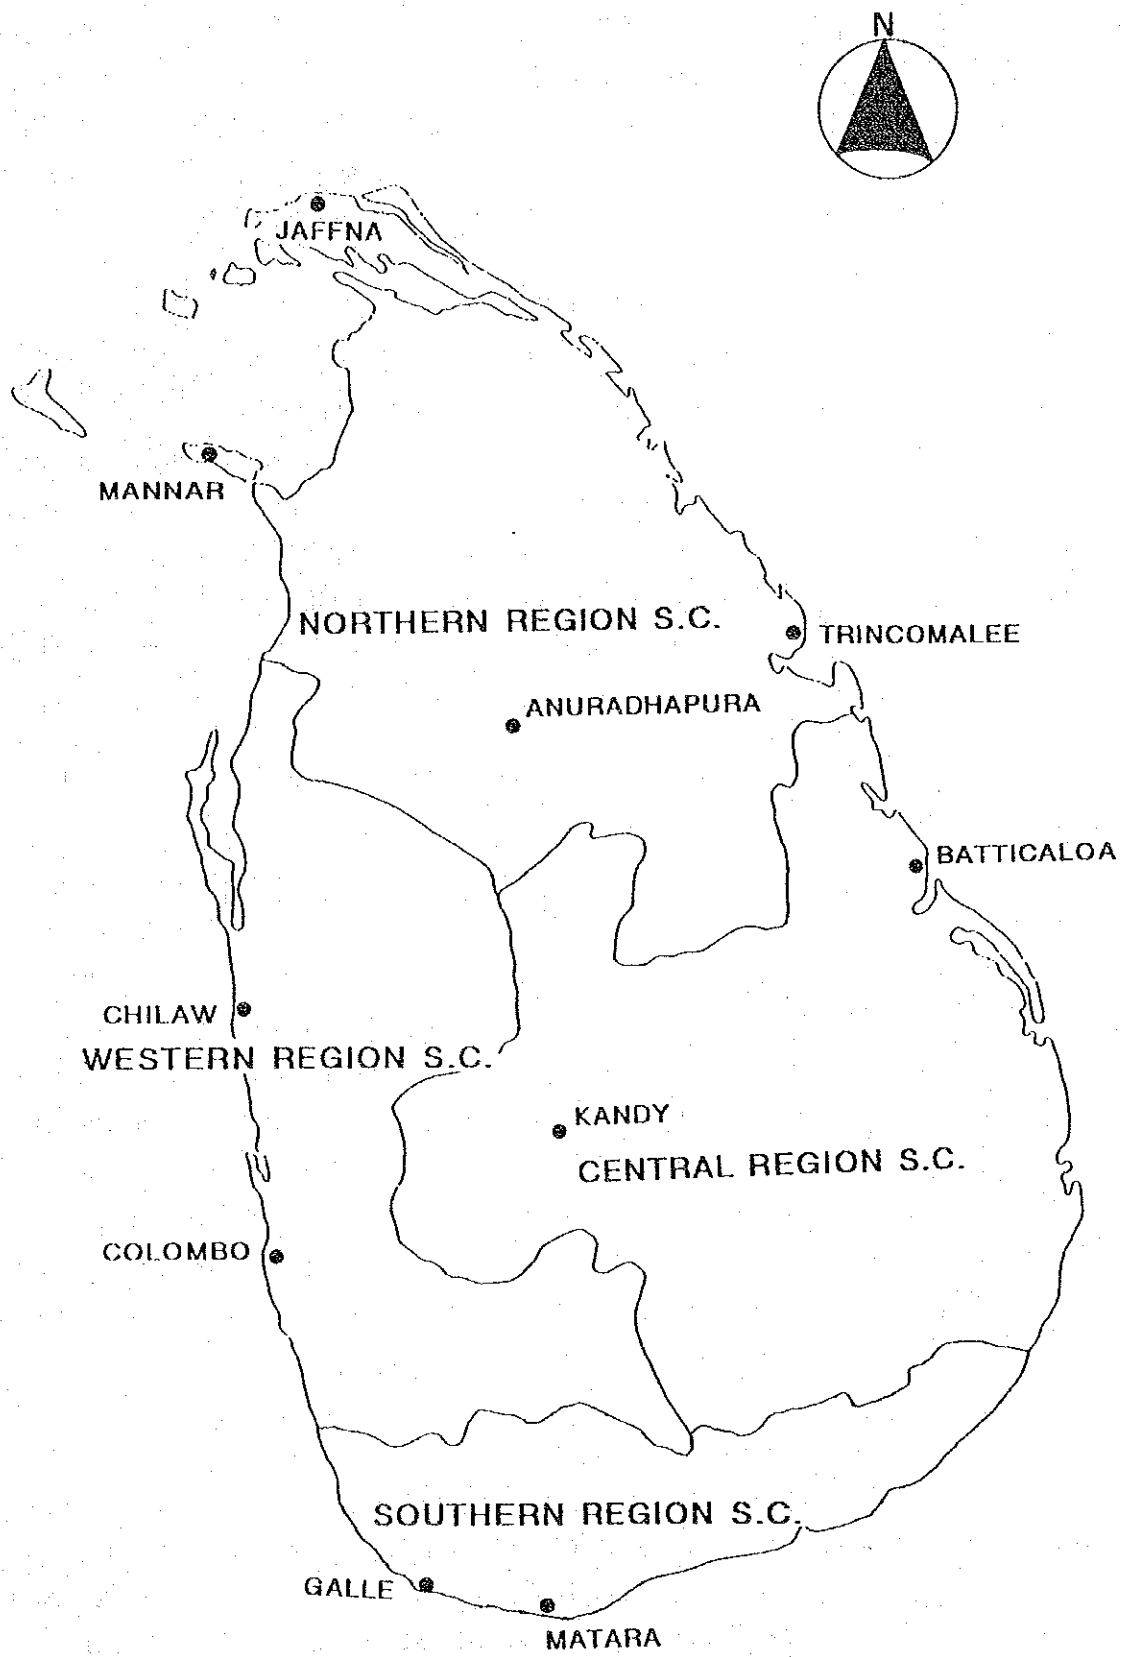 N
JAFFNA
MANNAR
NORTHERN REGION S.C.
TRINCOMALEE
ANURADHAPURA
BATTICALOA
CHILAW
WESTERN REGION S.C.
KANDY
CENTRAL REGION S.C.
COLOMBO
SOUTHERN REGION S.C.
GALLE
MATARA